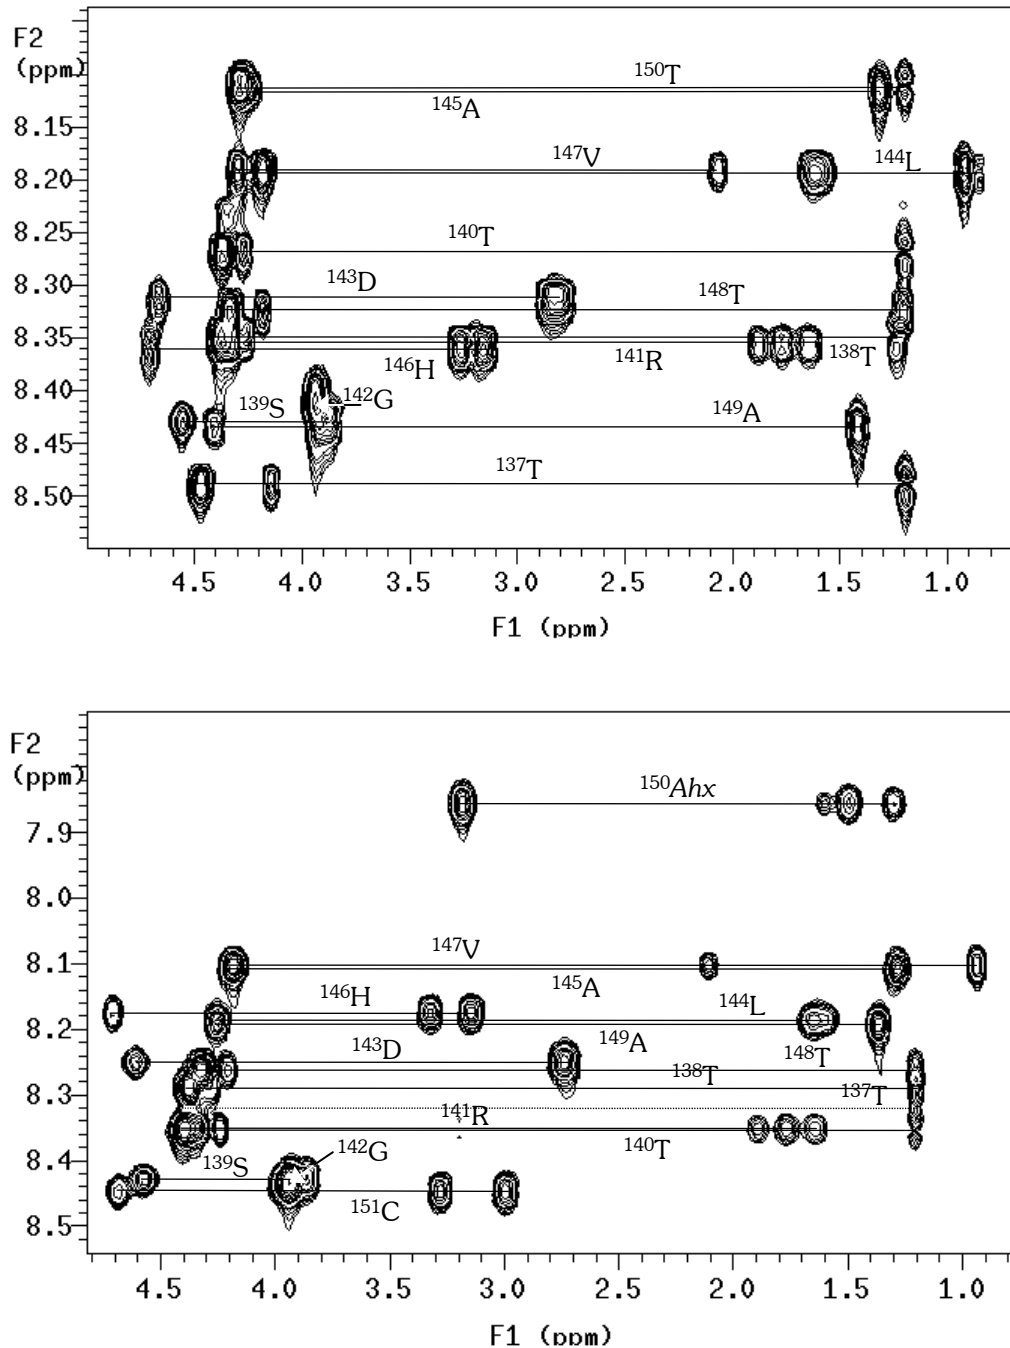 F2
(ppm)
150T
145A
8.15
147V
144L
8.20
8.25
140T
8.30
143D
148T
8.35
146H
141R
138T
8.40
139S
142G
149A
8.45
137T
8.50
4.5 4.0 3.5 3.0 2.5 2.0 1.5 1.0
F1 (ppm)
F2
(ppm)
150Ahx
7.9
8.0
147V
8.1
145A
146H
144L
8.2
149A
148T
143D
138T
137T
8.3
141R
140T
8.4
139S
142G
151C
8.5
4.5 4.0 3.5 3.0 2.5 2.0 1.5 1.0
F1 (ppm)